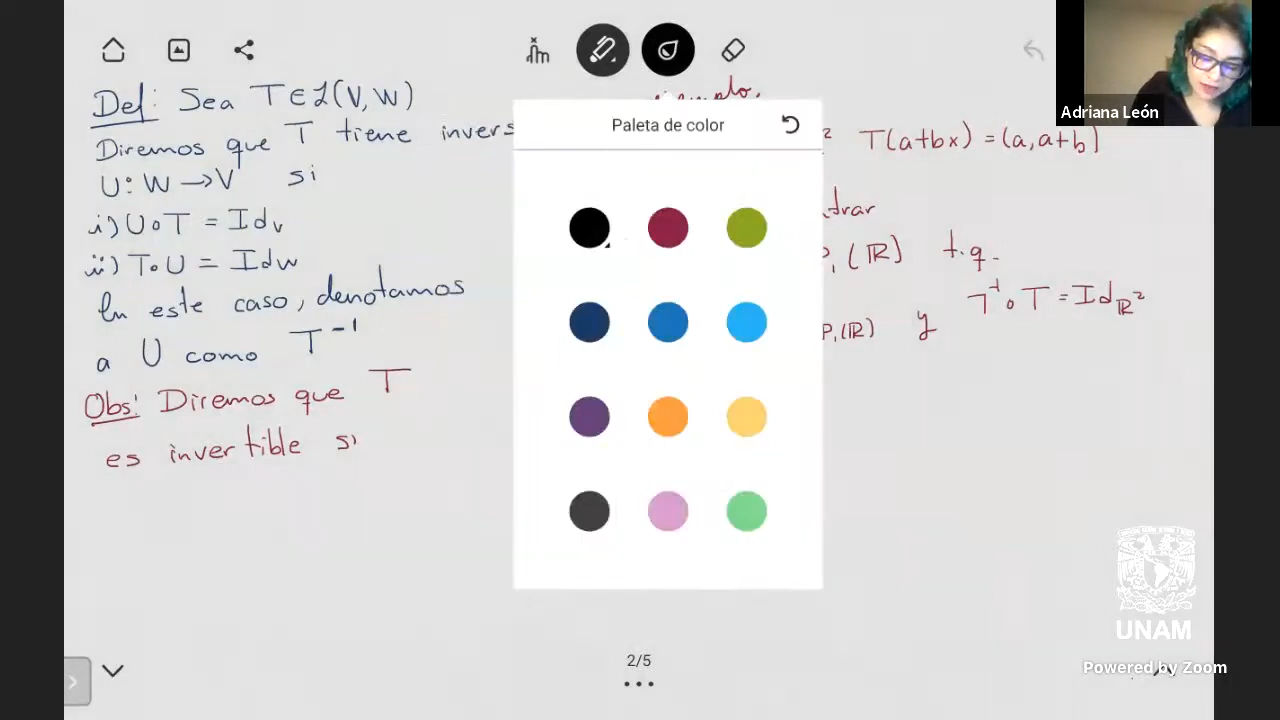 Def: Sea T∈ℒ(V,W)
Diremos que T tiene invers
U: W → V si
i) U∘T = Id_V
ii) T∘U = Id_W
En este caso, denotamos
a U como T⁻¹
Obs: Diremos que T
es invertible si
T(a+bx) = (a, a+b)
P₁(ℝ) t.q.
T⁻¹∘T = Id_ℝ²
P₁(ℝ) y
Paleta de color
2/5
Adriana León
UNAM
Powered by Zoom